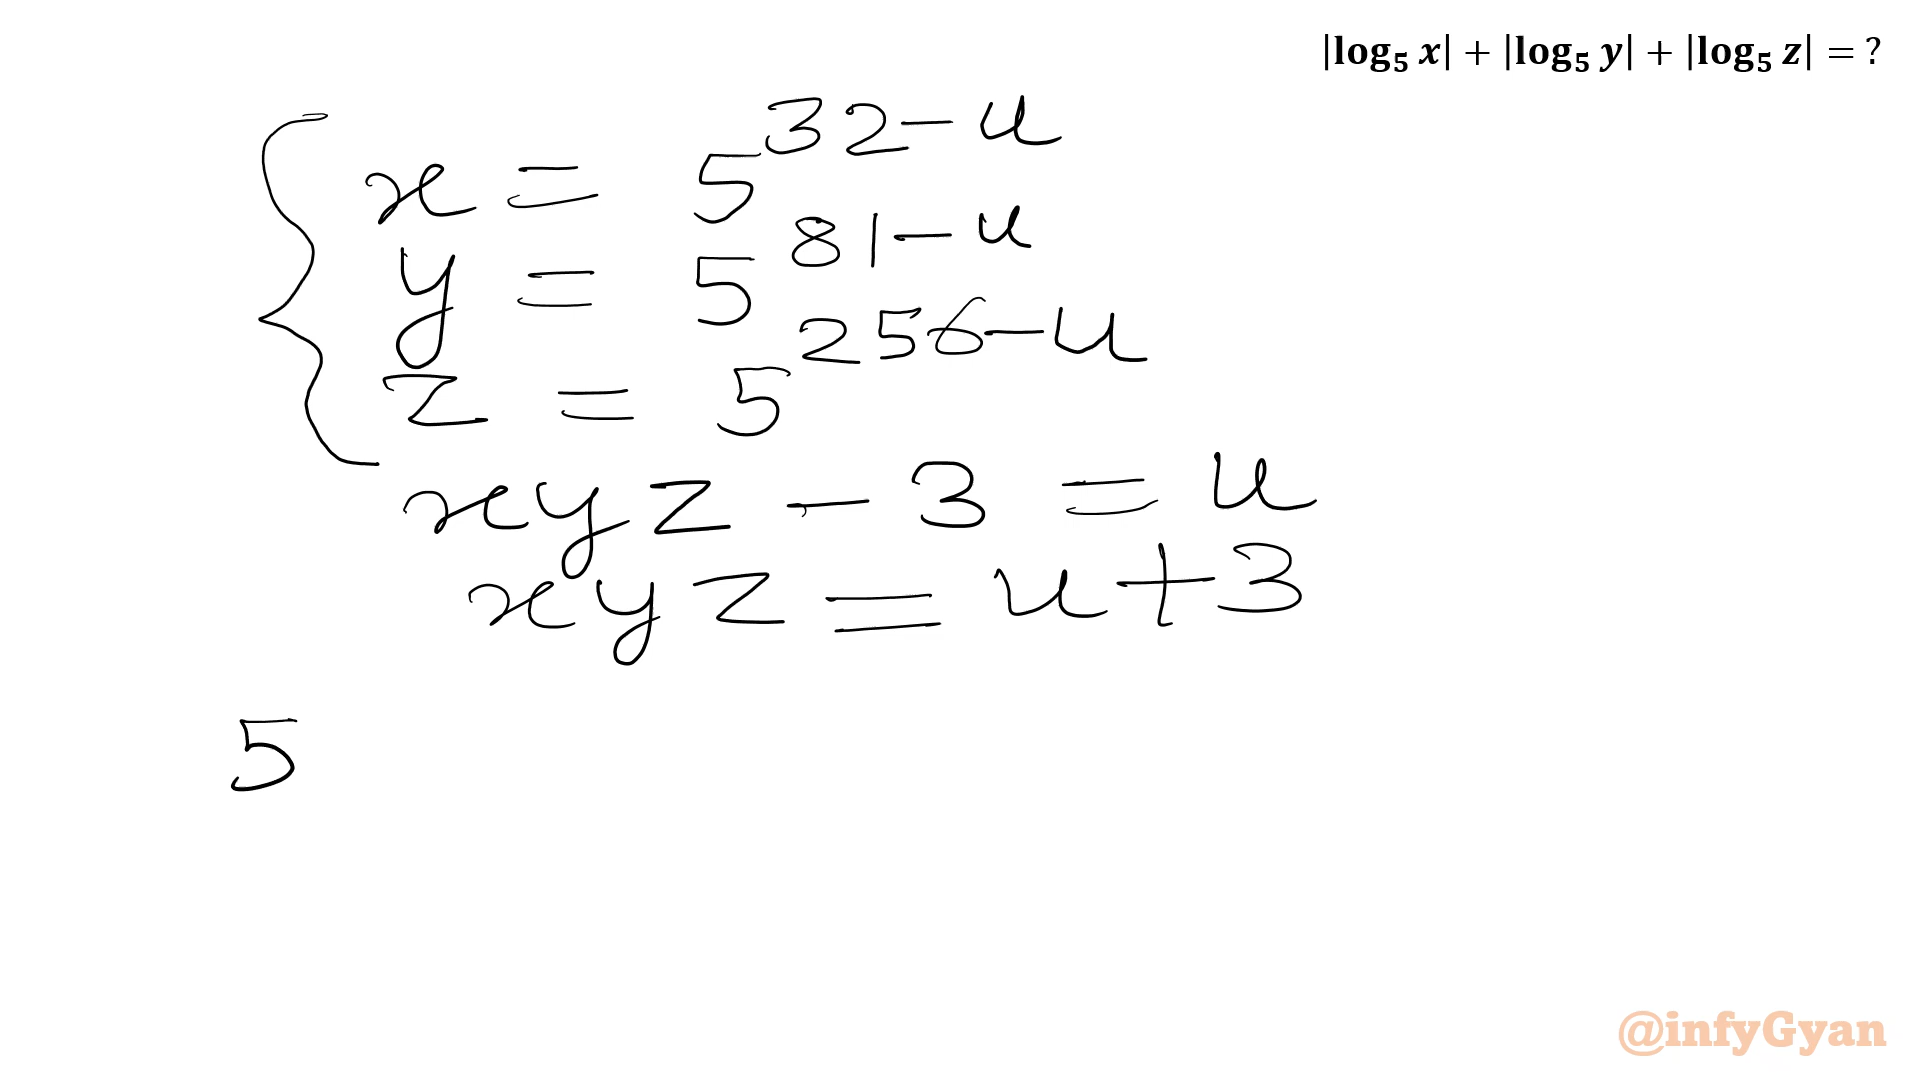 |log₅ x| + |log₅ y| + |log₅ z| = ?
x = 5^{32-u}
y = 5^{81-u}
z = 5^{256-u}
xyz - 3 = u
xyz = u + 3
5
@infyGyan